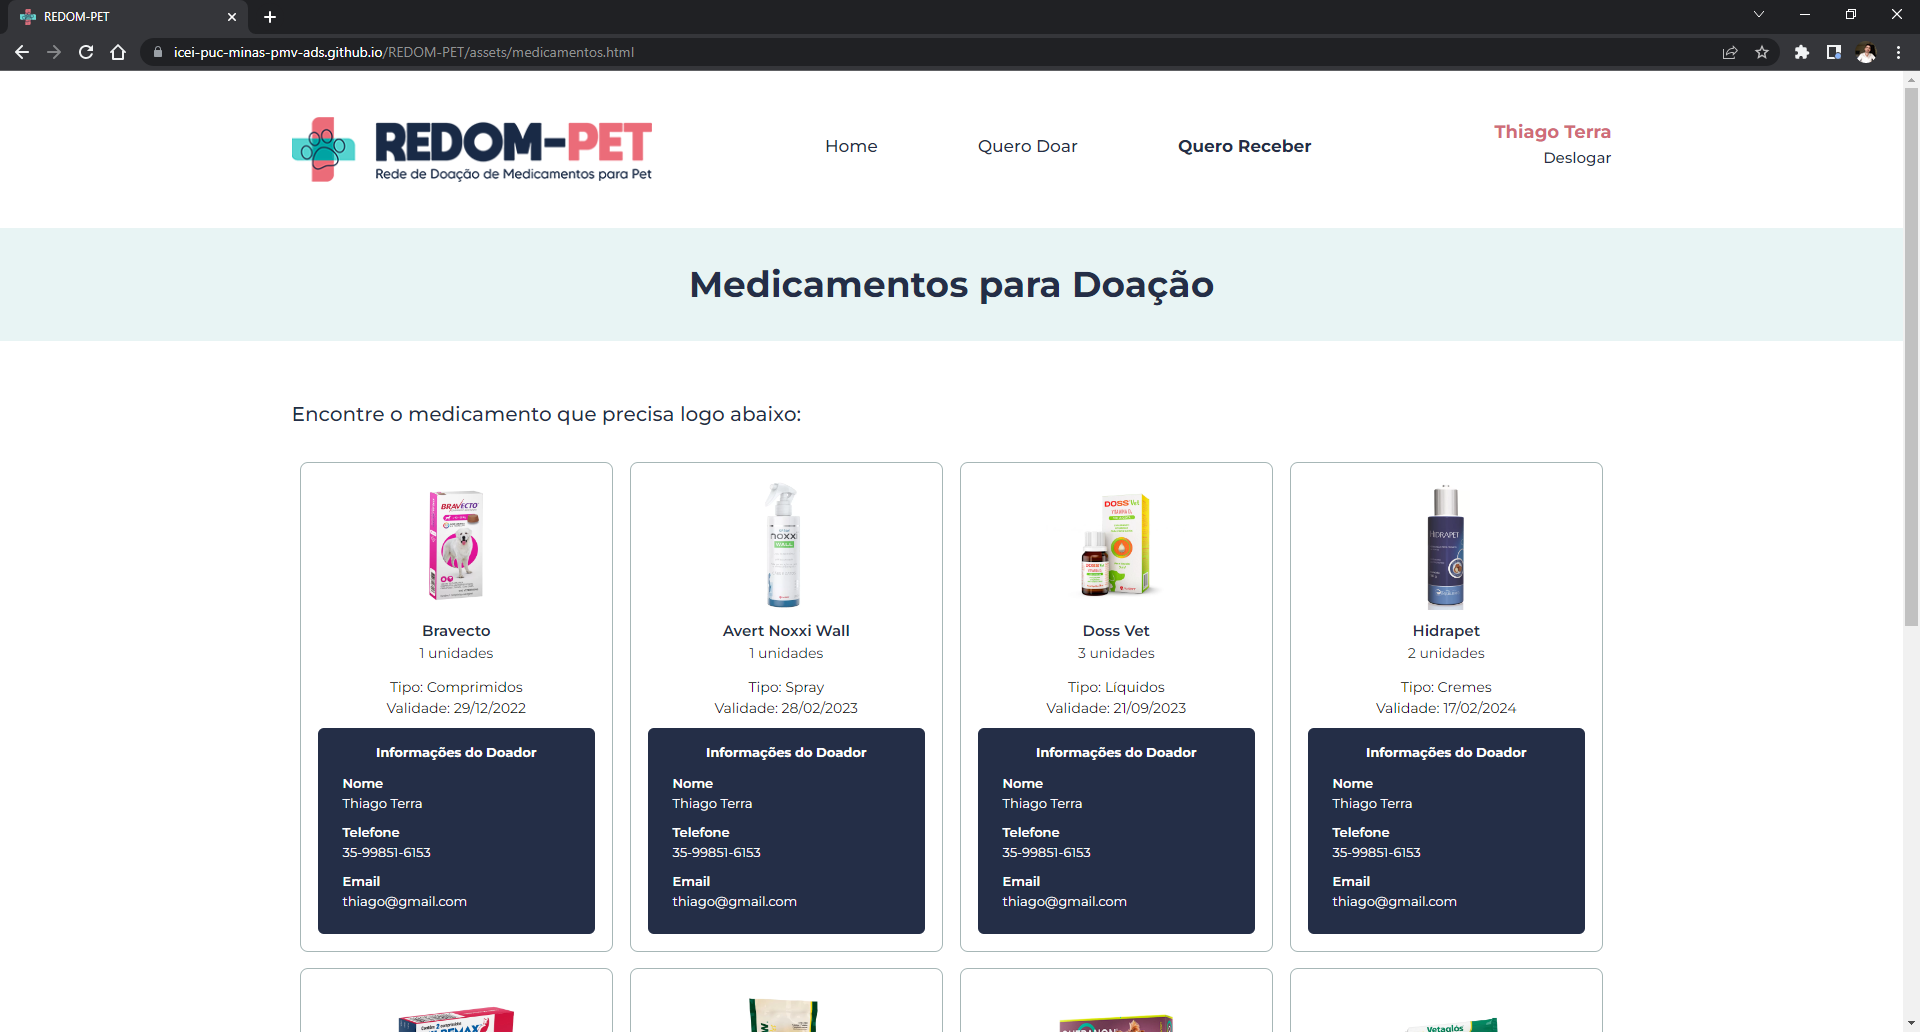 REDOM-PET
icei-puc-minas-pmv-ads.github.io/REDOM-PET/assets/medicamentos.html
REDOM-PET
Rede de Doação de Medicamentos para Pet
Home
Quero Doar
Quero Receber
Thiago Terra
Deslogar
Medicamentos para Doação
Encontre o medicamento que precisa logo abaixo:
BRAVECTO
Bravecto
1 unidades
Tipo: Comprimidos
Validade: 29/12/2022
Informações do Doador
Nome
Thiago Terra
Telefone
35-99851-6153
Email
thiago@gmail.com
noxxi
WALL
Avert Noxxi Wall
1 unidades
Tipo: Spray
Validade: 28/02/2023
Informações do Doador
Nome
Thiago Terra
Telefone
35-99851-6153
Email
thiago@gmail.com
DOSS Vet
Doss Vet
3 unidades
Tipo: Líquidos
Validade: 21/09/2023
Informações do Doador
Nome
Thiago Terra
Telefone
35-99851-6153
Email
thiago@gmail.com
HIDRAPET
Hidrapet
2 unidades
Tipo: Cremes
Validade: 17/02/2024
Informações do Doador
Nome
Thiago Terra
Telefone
35-99851-6153
Email
thiago@gmail.com
Vetaglós